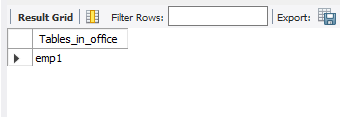 Result Grid Filter Rows: Export:
Tables_in_office
emp1